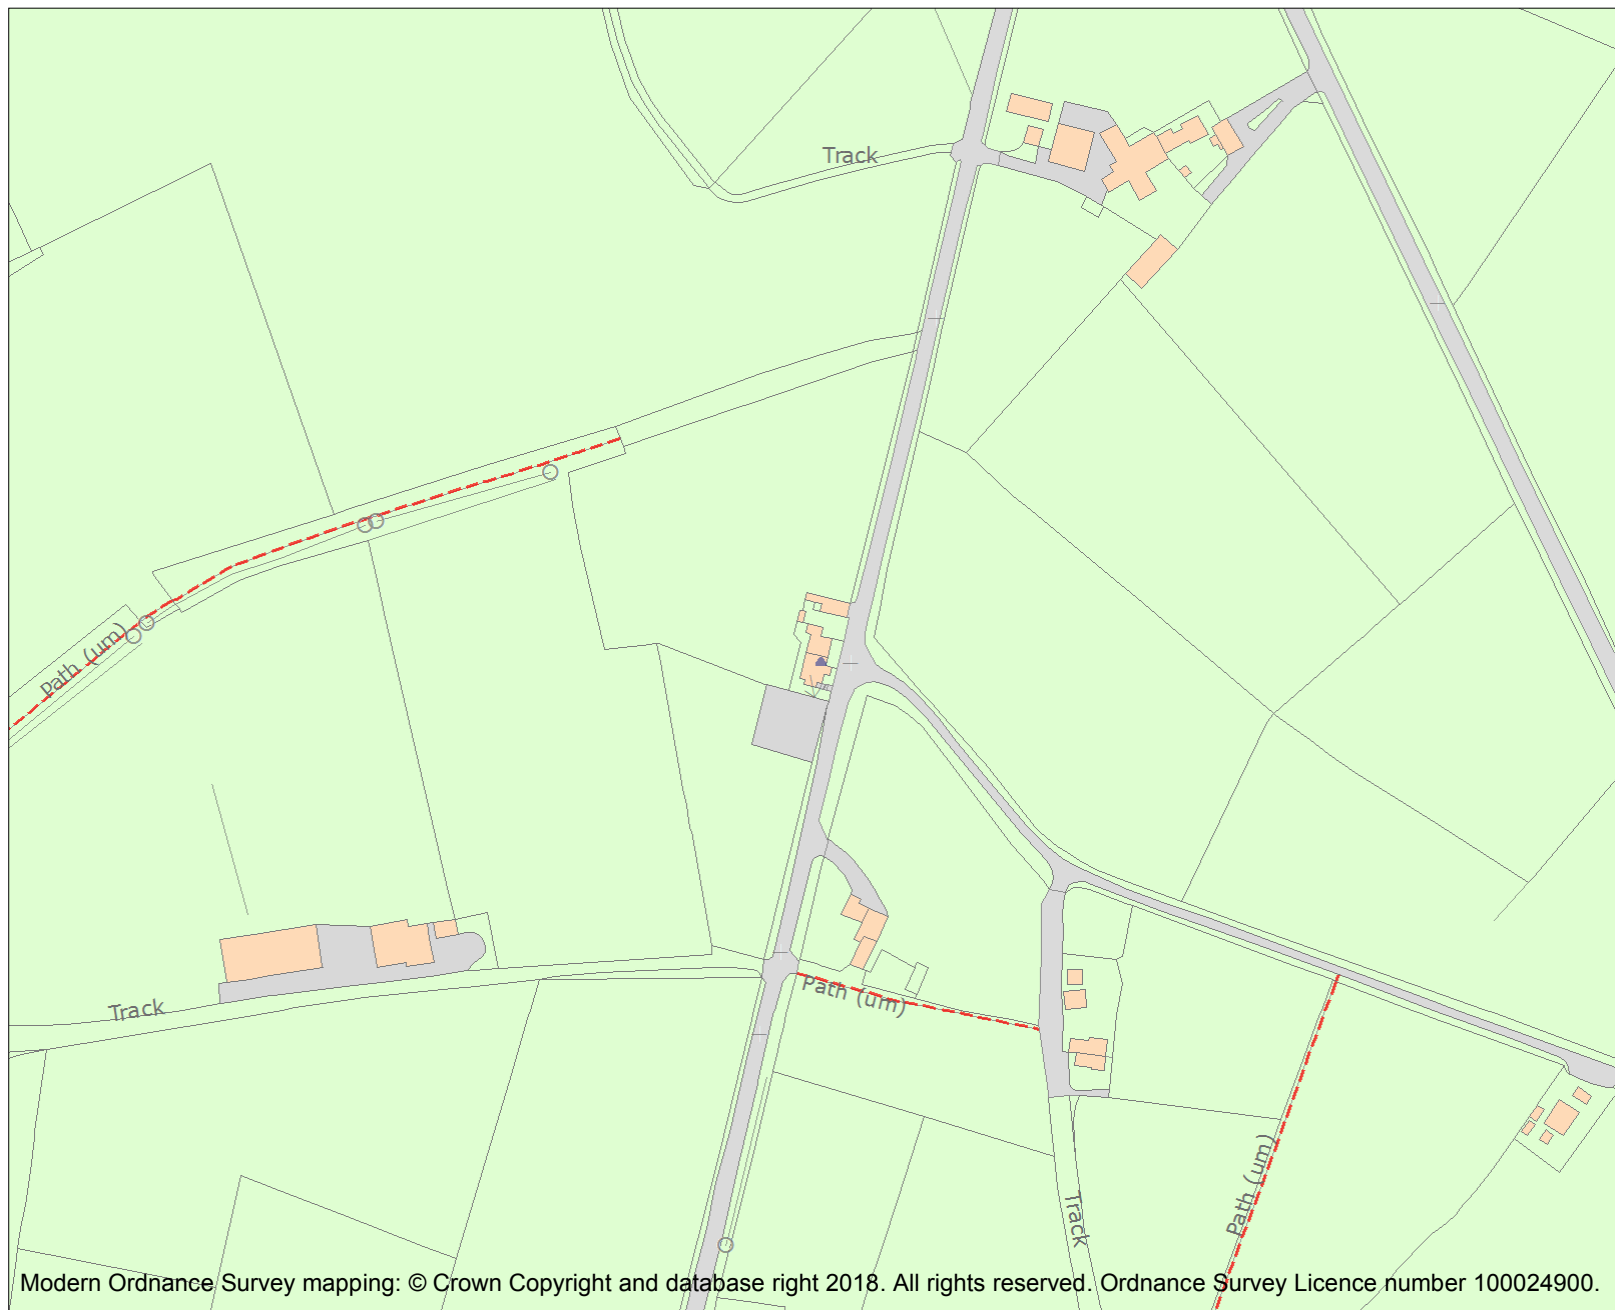 Track
Path (um)
Track
Path (um)
Track
Path (um)
Modern Ordnance Survey mapping: © Crown Copyright and database right 2018. All rights reserved. Ordnance Survey Licence number 100024900.